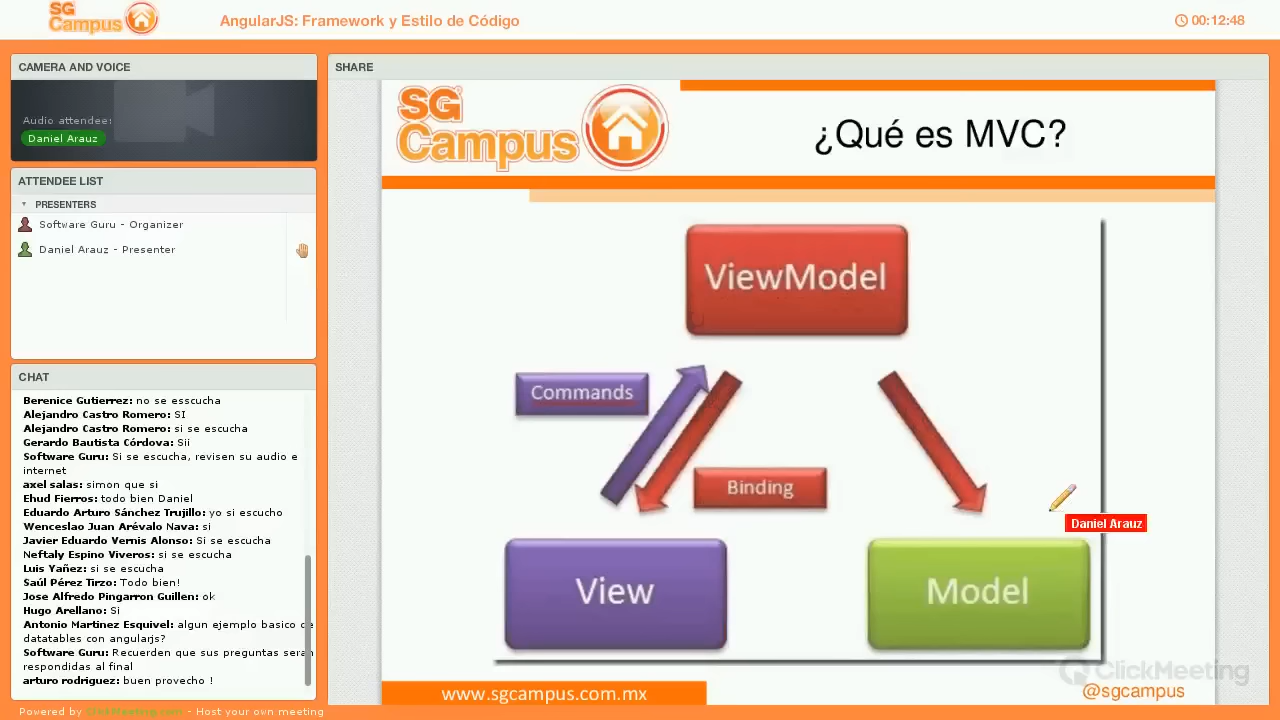 SG Campus
AngularJS: Framework y Estilo de Código
00:12:48
CAMERA AND VOICE
Audio attendees
Daniel Arauz
ATTENDEE LIST
PRESENTERS
Software Guru - Organizer
Daniel Arauz - Presenter
CHAT
Berenice Gutierrez: no se esscucha
Alejandro Castro Romero: SI
Alejandro Castro Romero: si se escucha
Gerardo Bautista Córdova: Sii
Software Guru: Si se escucha, revisen su audio e
internet
axel salas: simon que si
Ehud Fierros: todo bien Daniel
Eduardo Arturo Sánchez Trujillo: yo si escucho
Wenceslao Juan Arévalo Nava: si
Javier Eduardo Vernis Alonso: Si se escucha
Neftaly Espino Viveros: si se escucha
Luis Yañez: si se escucha
Saúl Pérez Tirzo: Todo bien!
Jose Alfredo Pingarron Guillen: ok
Hugo Arellano: Si
Antonio Martinez Esquivel: algun ejemplo basico de
datatables con angularjs?
Software Guru: Recuerden que sus preguntas seran
respondidas al final
arturo rodriguez: buen provecho !
Powered by ClickMeeting.com - Host your own meeting
SHARE
SG
Campus
¿Qué es MVC?
ViewModel
Commands
Binding
Daniel Arauz
View
Model
ClickMeeting
www.sgcampus.com.mx
@sgcampus